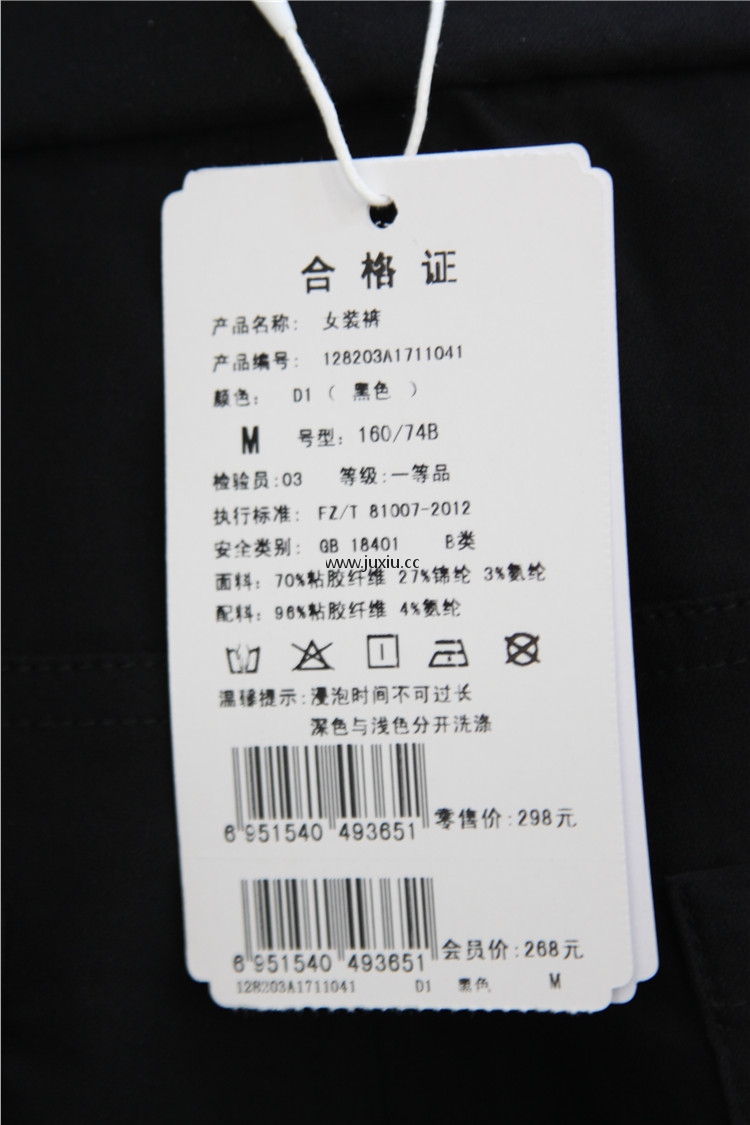 合格证
产品名称: 女装裤
产品编号: 128203A1711041
颜色: D1 ( 黑色 )
M 号型: 160/74B
检验员:03 等级:一等品
执行标准: FZ/T 81007-2012
安全类别: GB 18401 B类
www.juxiu.cc
面料: 70%粘胶纤维 27%锦纶 3%氨纶
配料: 96%粘胶纤维 4%氨纶
温馨提示:浸泡时间不可过长
深色与浅色分开洗涤
6 951540 493651 零售价:298元
6 951540 493651 会员价:268元
128203A1711041 D1 黑色 M